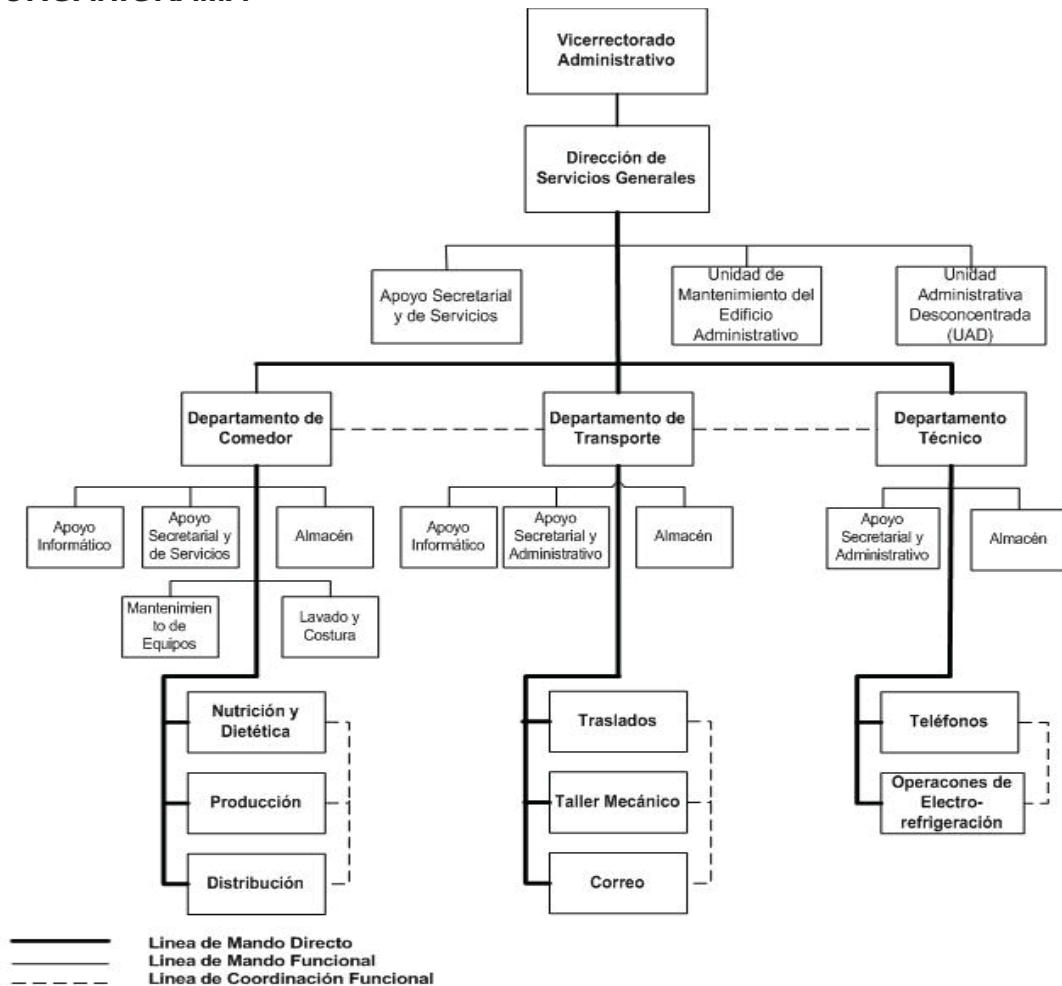 ORGANIGRAMA
Vicerrectorado
Administrativo
Dirección de
Servicios Generales
Apoyo Secretarial
y de Servicios
Unidad de
Mantenimiento del
Edificio
Administrativo
Unidad
Administrativa
Desconcentrada
(UAD)
Departamento de
Comedor
Departamento de
Transporte
Departamento
Técnico
Apoyo
Informático
Apoyo
Secretarial y
de Servicios
Almacén
Apoyo
Informático
Apoyo
Secretarial y
Administrativo
Almacén
Apoyo
Secretarial y
Administrativo
Almacén
Mantenimien
to de
Equipos
Lavado y
Costura
Nutrición y
Dietética
Producción
Distribución
Traslados
Taller Mecánico
Correo
Teléfonos
Operacones de
Electro-
refrigeración
Linea de Mando Directo
Linea de Mando Funcional
Linea de Coordinación Funcional